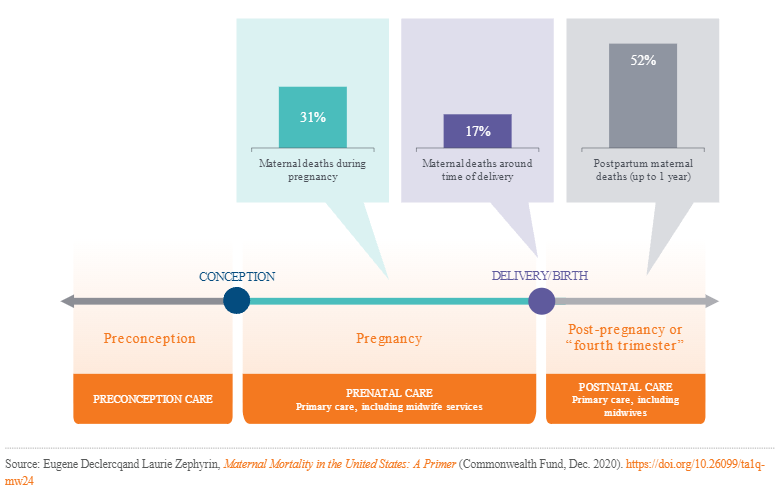 31%
Maternal deaths during
pregnancy
17%
Maternal deaths around
time of delivery
52%
Postpartum maternal
deaths (up to 1 year)
CONCEPTION
DELIVERY/BIRTH
Preconception
Pregnancy
Post-pregnancy or
“fourth trimester”
PRECONCEPTION CARE
PRENATAL CARE
Primary care, including midwife services
POSTNATAL CARE
Primary care, including
midwives
Source: Eugene Declercqand Laurie Zephyrin, Maternal Mortality in the United States: A Primer (Commonwealth Fund, Dec. 2020). https://doi.org/10.26099/ta1q-
mw24